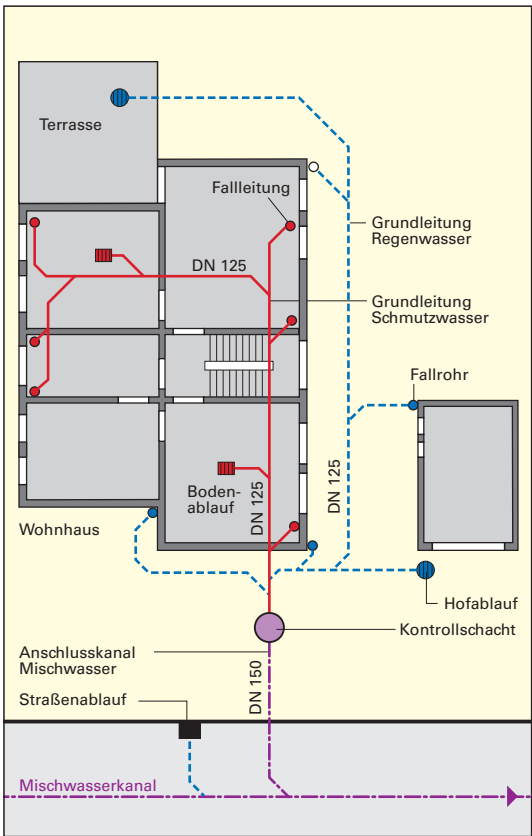 Terrasse
Fallleitung
Grundleitung
Regenwasser
DN 125
Grundleitung
Schmutzwasser
Fallrohr
DN 125
DN 125
Boden-
ablauf
Wohnhaus
Hofablauf
Kontrollschacht
Anschlusskanal
Mischwasser
DN 150
Straßenablauf
Mischwasserkanal